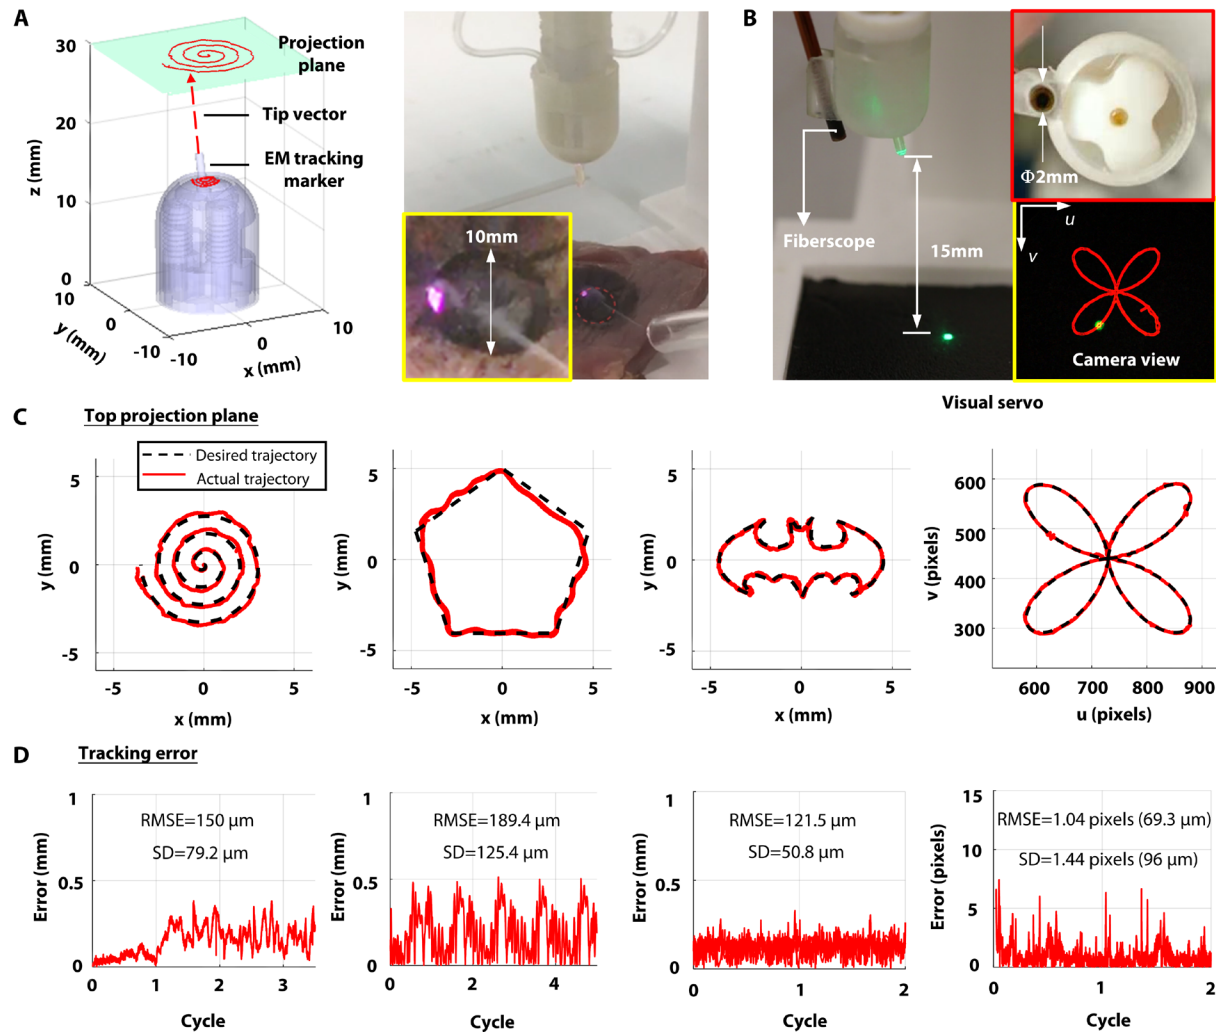 A
30
20
10
0
z (mm)
10
0
-10
y (mm)
-10
0
10
x (mm)
Projection
plane
Tip vector
EM tracking
marker
10mm
B
Fiberscope
15mm
Φ2mm
u
v
Camera view
C
Top projection plane
Visual servo
Desired trajectory
Actual trajectory
5
0
-5
y (mm)
-5
0
5
x (mm)
5
0
-5
y (mm)
-5
0
5
x (mm)
5
0
-5
y (mm)
-5
0
5
x (mm)
600
500
400
300
v (pixels)
600
700
800
900
u (pixels)
D
Tracking error
1
0.5
0
Error (mm)
RMSE=150 μm
SD=79.2 μm
0
1
2
3
Cycle
1
0.5
0
Error (mm)
RMSE=189.4 μm
SD=125.4 μm
0
2
4
Cycle
1
0.5
0
Error (mm)
RMSE=121.5 μm
SD=50.8 μm
0
1
2
Cycle
15
10
5
0
Error (pixels)
RMSE=1.04 pixels (69.3 μm)
SD=1.44 pixels (96 μm)
0
1
2
Cycle